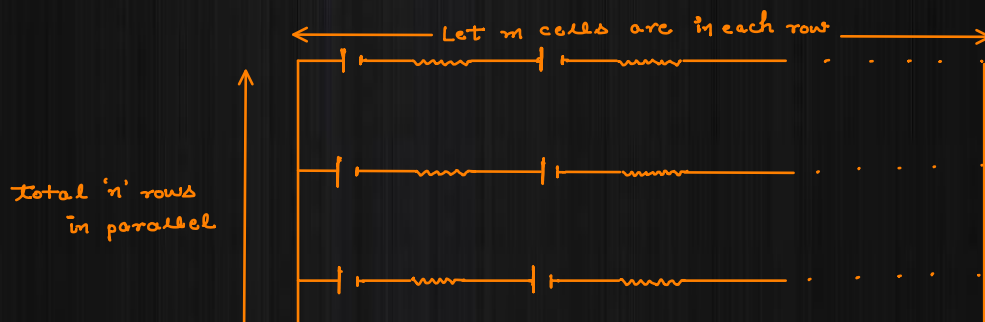 Let m cells are in each row
total 'n' rows
in parallel